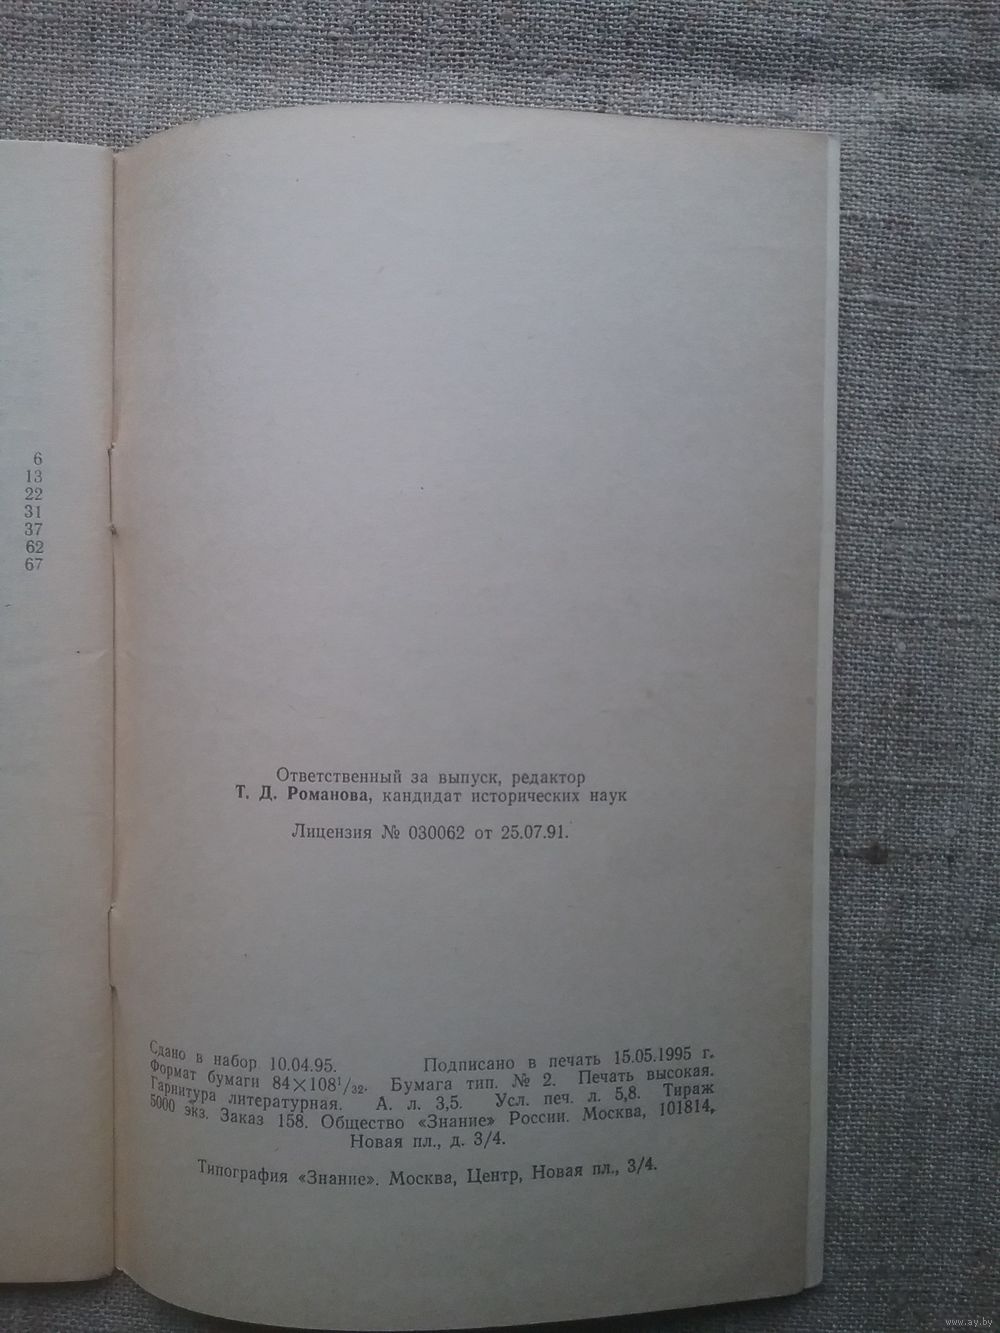 6
13
22
31
37
62
67
Ответственный за выпуск, редактор
Т. Д. Романова, кандидат исторических наук
Лицензия № 030062 от 25.07.91.
Сдано в набор 10.04.95. Подписано в печать 15.05.1995 г.
Формат бумаги 84×108¹/₃₂. Бумага тип. № 2. Печать высокая.
Гарнитура литературная. А. л. 3,5. Усл. печ. л. 5,8. Тираж
5000 экз. Заказ 158. Общество «Знание» России. Москва, 101814,
Новая пл., д. 3/4.
Типография «Знание». Москва, Центр, Новая пл., 3/4.
www.ay.by